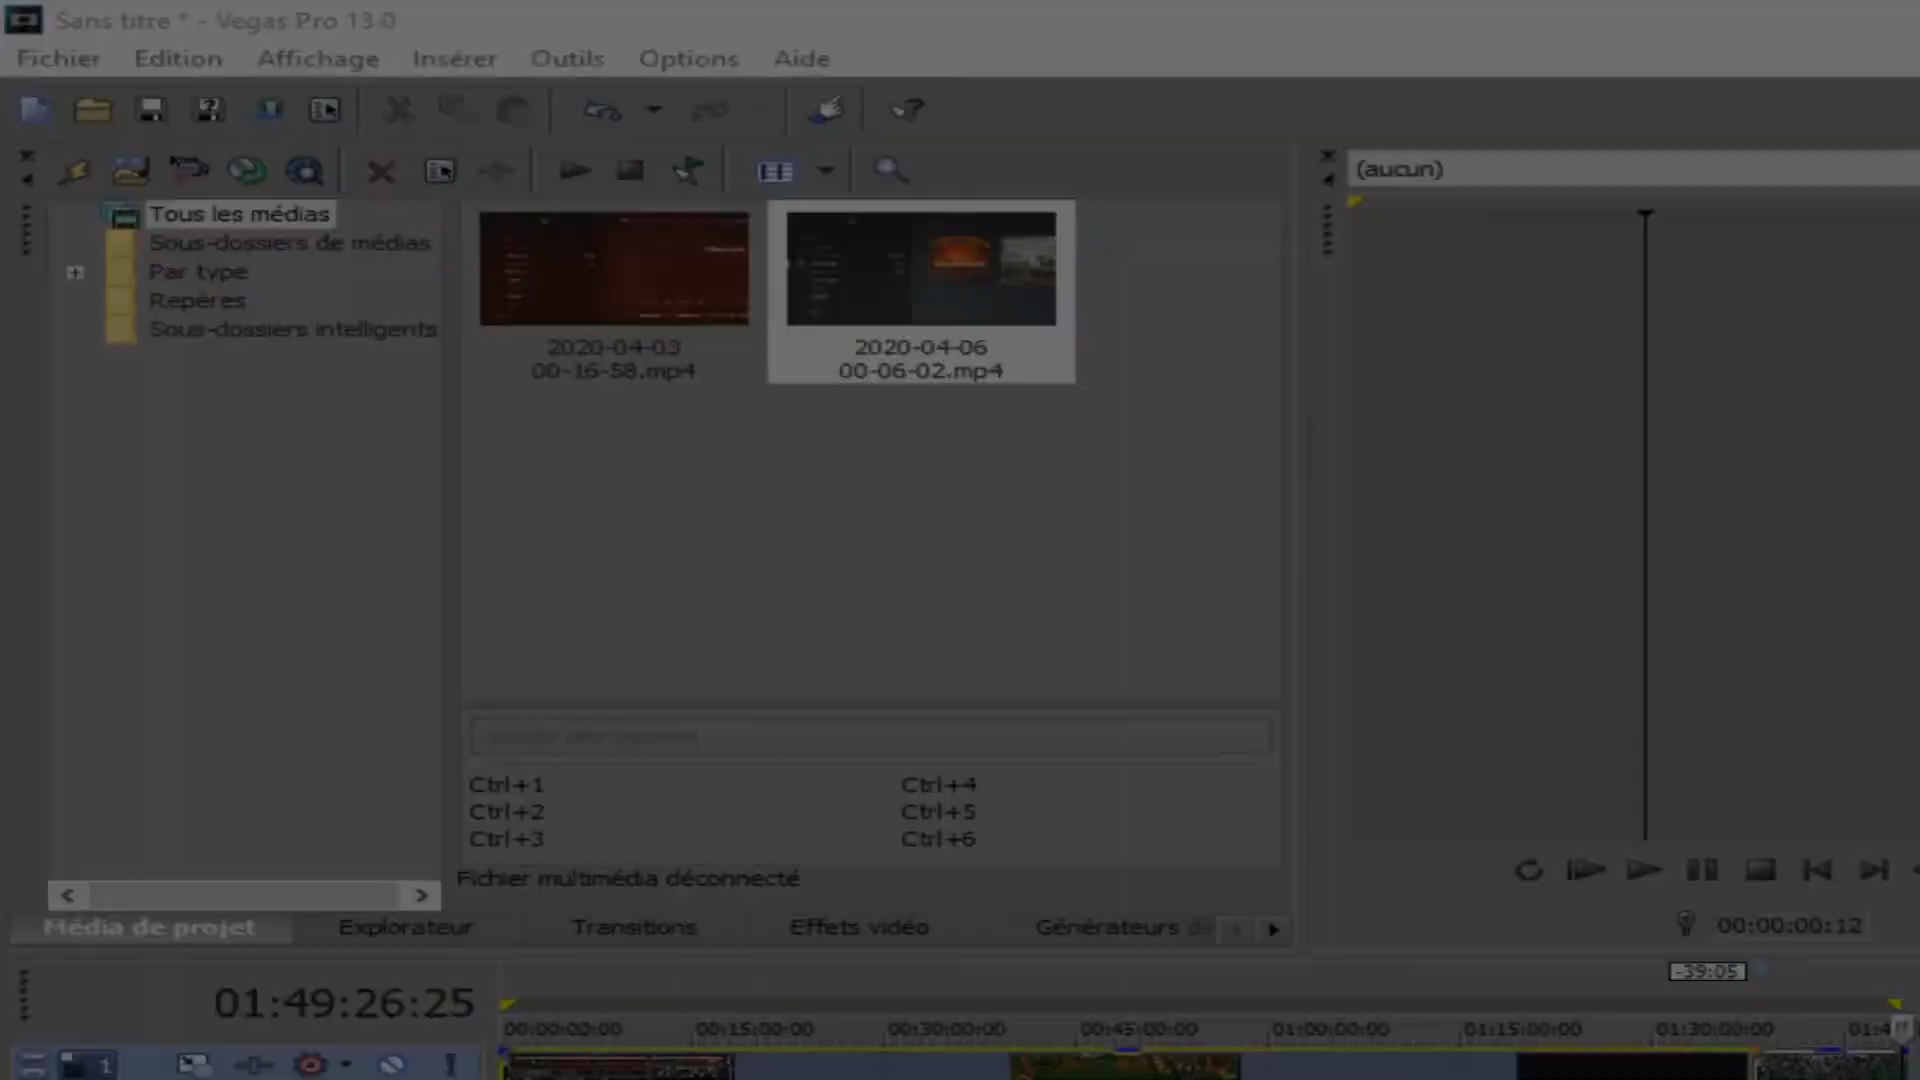 Sans titre * - Vegas Pro 13.0
Fichier Edition Affichage Insérer Outils Options Aide
(aucun)
Tous les médias
Sous-dossiers de médias
Par type
Repères
Sous-dossiers intelligents
2020-04-03
00-16-58.mp4
2020-04-06
00-06-02.mp4
Ctrl+1 Ctrl+4
Ctrl+2 Ctrl+5
Ctrl+3 Ctrl+6
Fichier multimédia déconnecté
Média de projet Explorateur Transitions Effets vidéo Générateurs
00:00:00:12
-39:05
01:49:26:25
00:00:00:00 00:15:00:00 00:30:00:00 00:45:00:00 01:00:00:00 01:15:00:00 01:30:00:00 01:4
1